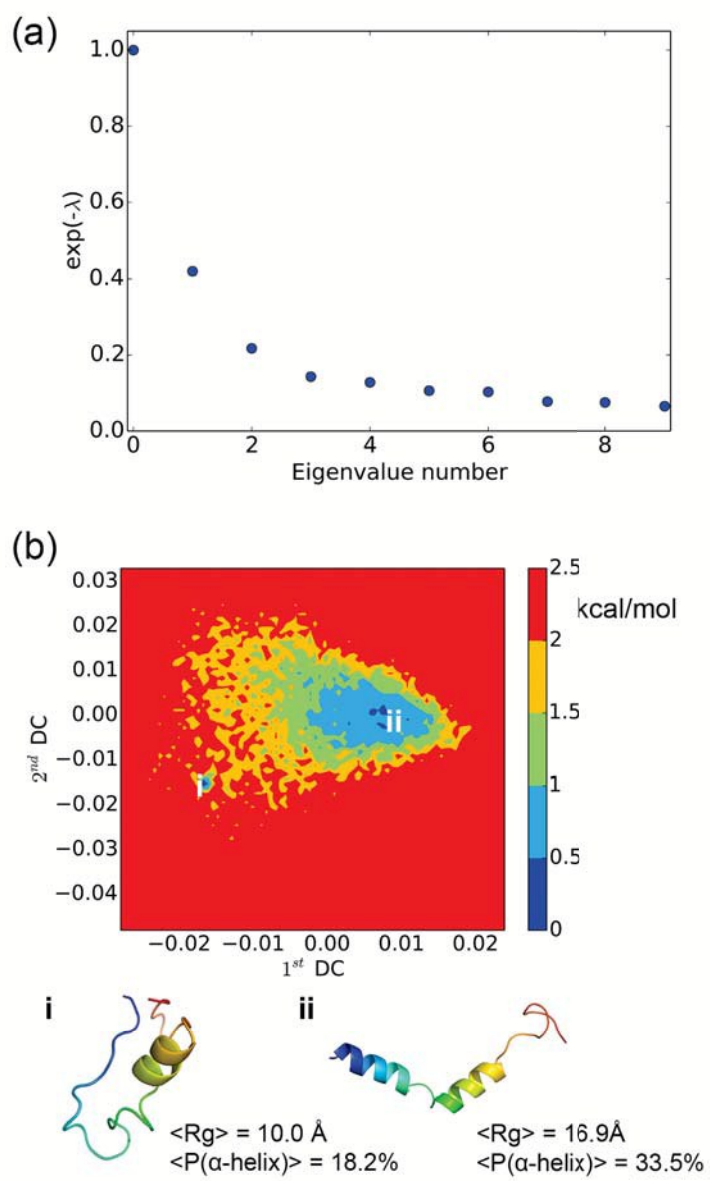 (a)
1.0
0.8
0.6
0.4
0.2
0.0
exp(-λ)
0 2 4 6 8
Eigenvalue number
(b)
0.03
0.02
0.01
0.00
−0.01
−0.02
−0.03
−0.04
2nd DC
i
ii
−0.02 −0.01 0.00 0.01 0.02
1st DC
2.5
kcal/mol
2
1.5
1
0.5
0
i
ii
<Rg> = 10.0 Å
<P(α-helix)> = 18.2%
<Rg> = 16.9Å
<P(α-helix)> = 33.5%